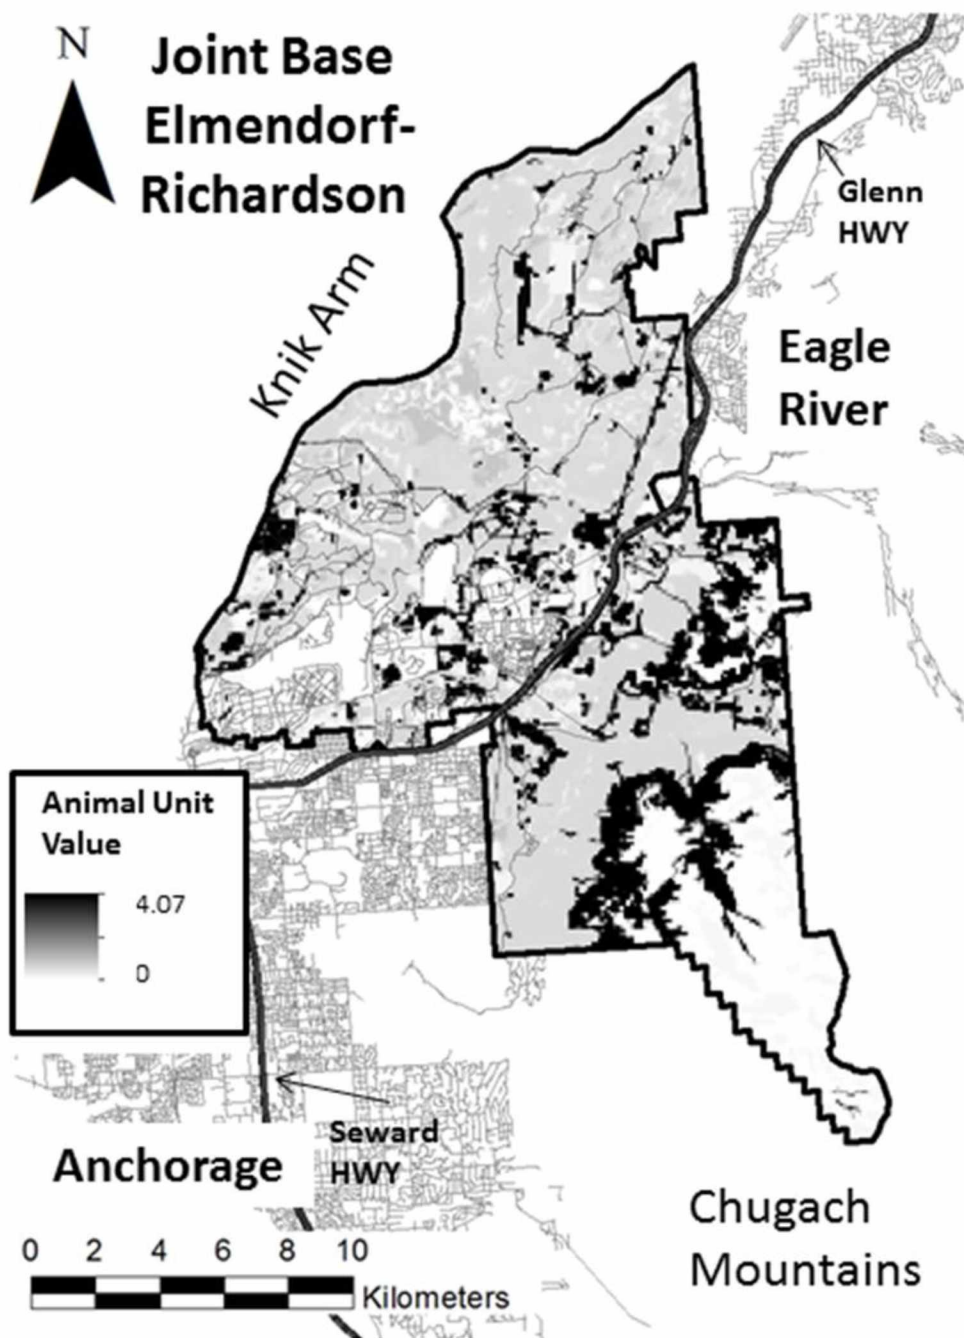 N
Joint Base
Elmendorf-
Richardson
Glenn
HWY
Knik Arm
Eagle
River
Animal Unit
Value
4.07
0
Seward
HWY
Anchorage
Chugach
Mountains
0 2 4 6 8 10
Kilometers